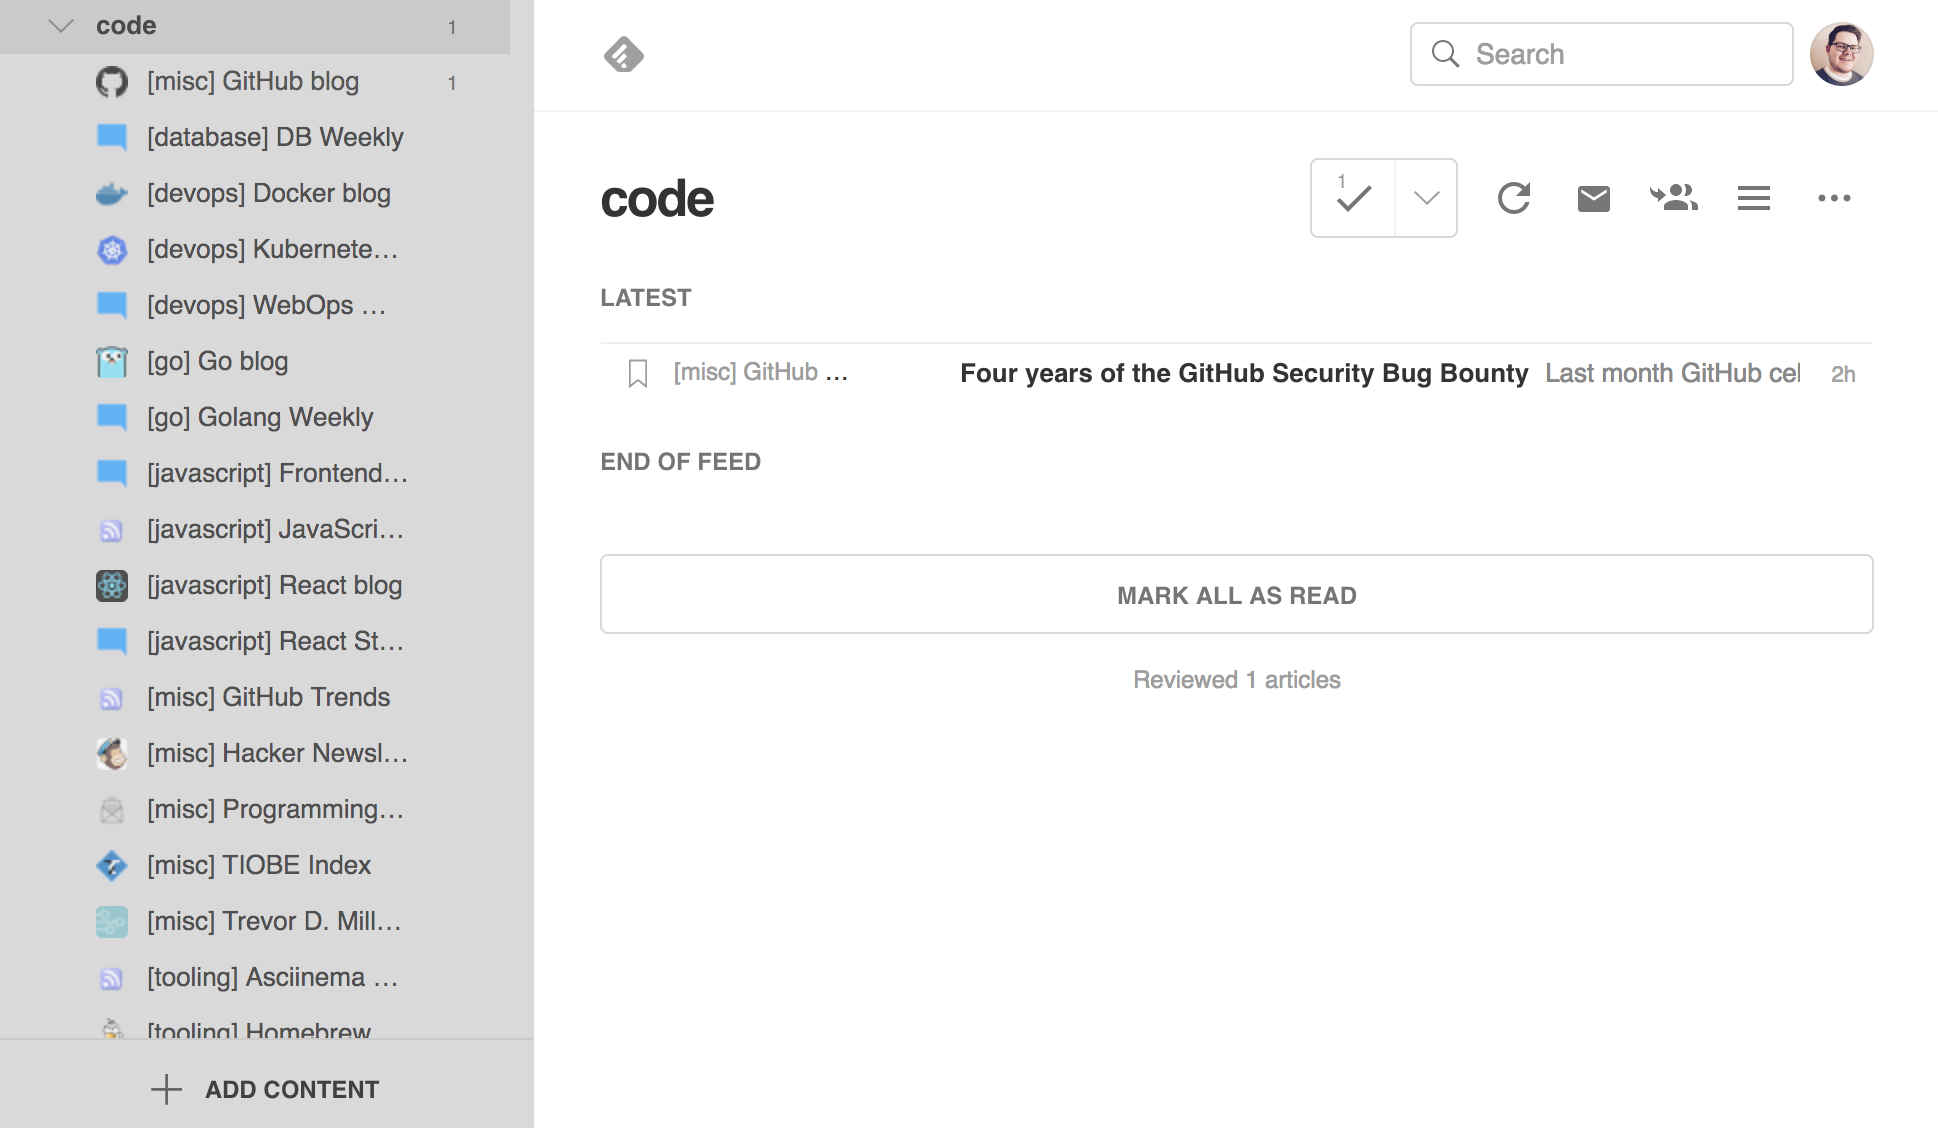 code 1
[misc] GitHub blog 1
[database] DB Weekly
[devops] Docker blog
[devops] Kubernete…
[devops] WebOps …
[go] Go blog
[go] Golang Weekly
[javascript] Frontend…
[javascript] JavaScri…
[javascript] React blog
[javascript] React St…
[misc] GitHub Trends
[misc] Hacker Newsl…
[misc] Programming…
[misc] TIOBE Index
[misc] Trevor D. Mill…
[tooling] Asciinema …
[tooling] Homebrew
ADD CONTENT
Search
code
1
LATEST
[misc] GitHub … Four years of the GitHub Security Bug Bounty Last month GitHub cel 2h
END OF FEED
MARK ALL AS READ
Reviewed 1 articles